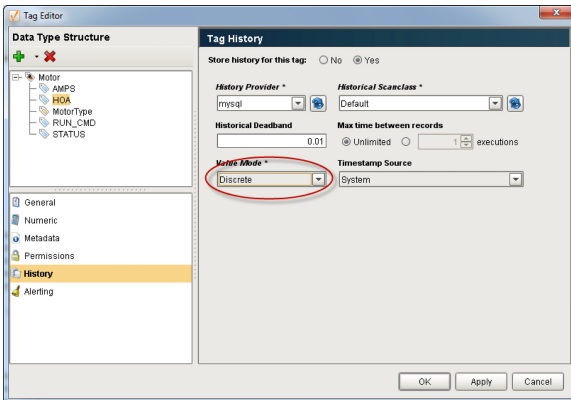 Tag Editor
Data Type Structure
Motor
AMPS
HOA
MotorType
RUN_CMD
STATUS
General
Numeric
Metadata
Permissions
History
Alerting
Tag History
Store history for this tag: No Yes
History Provider * Historical Scanclass *
mysql Default
Historical Deadband Max time between records
0.01 Unlimited 1 executions
Value Mode * Timestamp Source
Discrete System
OK Apply Cancel